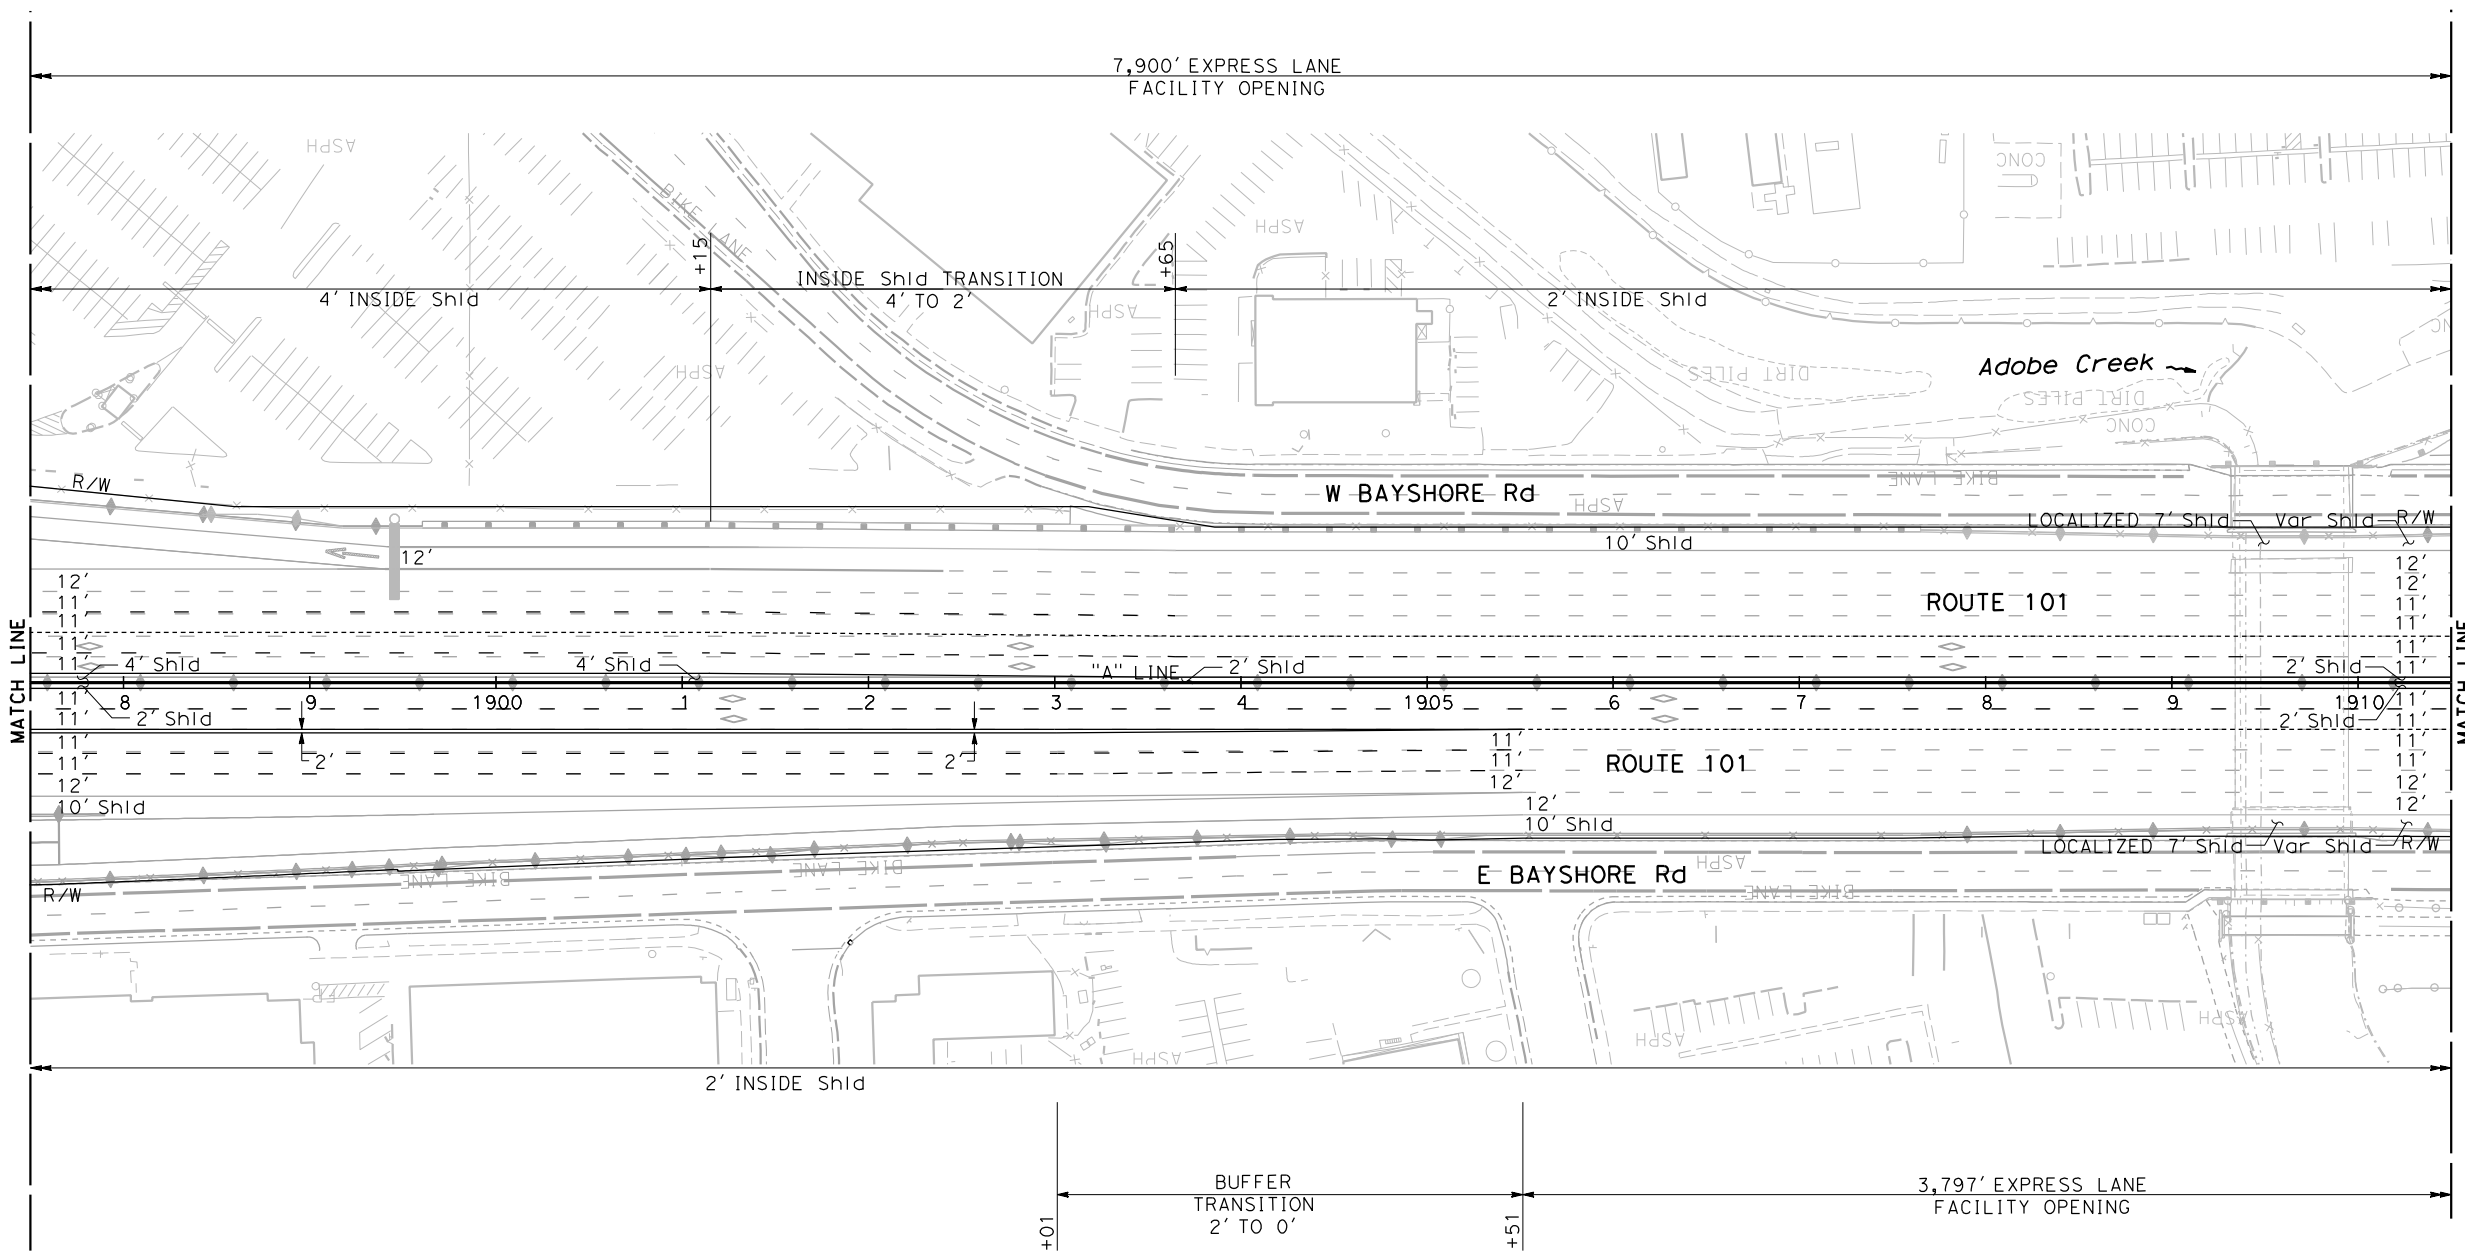 7,900' EXPRESS LANE
FACILITY OPENING
ASPH
CONC
BIKE LANE
ASPH
+15
+65
INSIDE Shld TRANSITION
4' TO 2'
4' INSIDE Shld
2' INSIDE Shld
ASPH
ASPH
Adobe Creek
DIRT PILES
DIRT PILES
CONC
R/W
W BAYSHORE Rd
ASPH
BIKE LANE
LOCALIZED 7' Shld
Var Shld
R/W
10' Shld
12'
12'
11'
11'
11'
11'
ROUTE 101
12'
12'
11'
11'
11'
11'
MATCH LINE
MATCH LINE
4' Shld
4' Shld
"A" LINE
2' Shld
2' Shld
8
9
1900
1
2
3
4
1905
6
7
8
9
1910
11'
11'
2' Shld
11'
11'
2' Shld
2'
2'
11'
11'
12'
11'
11'
12'
ROUTE 101
11'
11'
12'
10' Shld
12'
12'
10' Shld
LOCALIZED 7' Shld
Var Shld
R/W
BIKE LANE
BIKE LANE
E BAYSHORE Rd
ASPH
BIKE LANE
R/W
ASPH
ASPH
ASPH
2' INSIDE Shld
+01
BUFFER
TRANSITION
2' TO 0'
+51
3,797' EXPRESS LANE
FACILITY OPENING